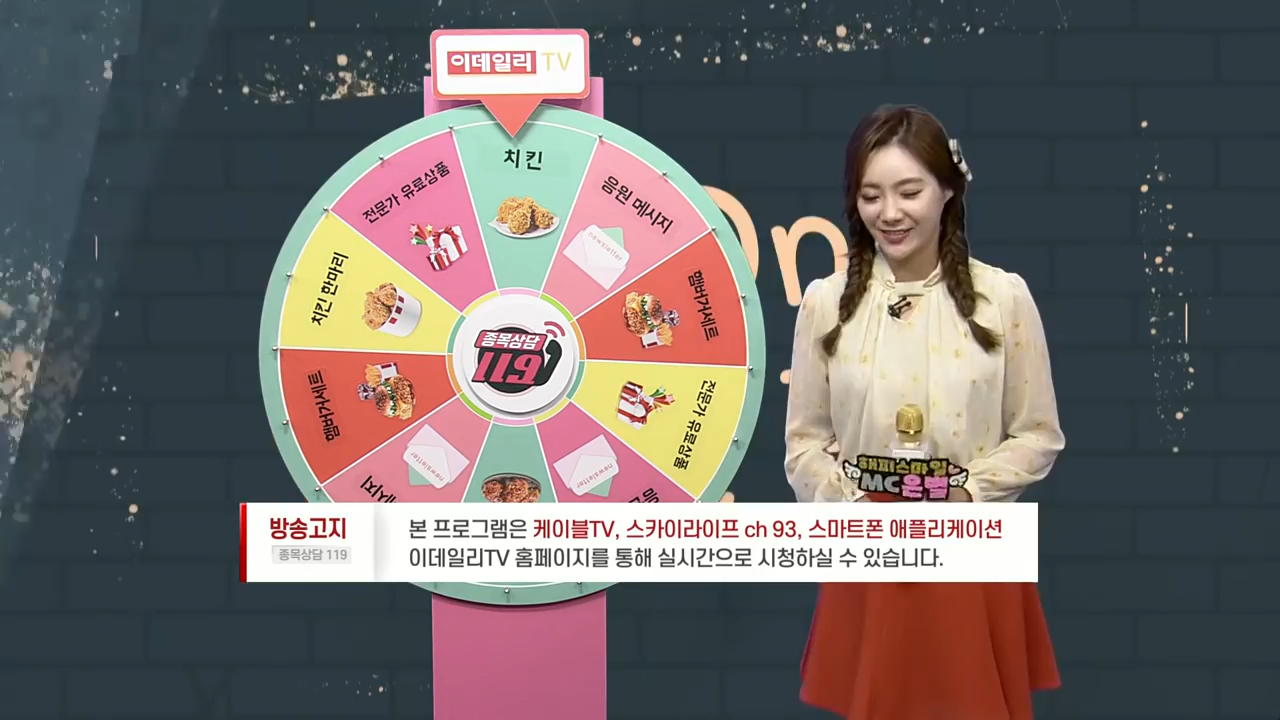 이데일리 TV
치킨
전문가 유료상품
응원 메시지
newsletter
치킨 한마리
햄버거세트
종목상담
119
햄버거세트
전문가 유료상품
newsletter
newsletter
On
해피스마일
MC은별
방송고지
종목상담 119
본 프로그램은 케이블TV, 스카이라이프 ch 93, 스마트폰 애플리케이션
이데일리TV 홈페이지를 통해 실시간으로 시청하실 수 있습니다.